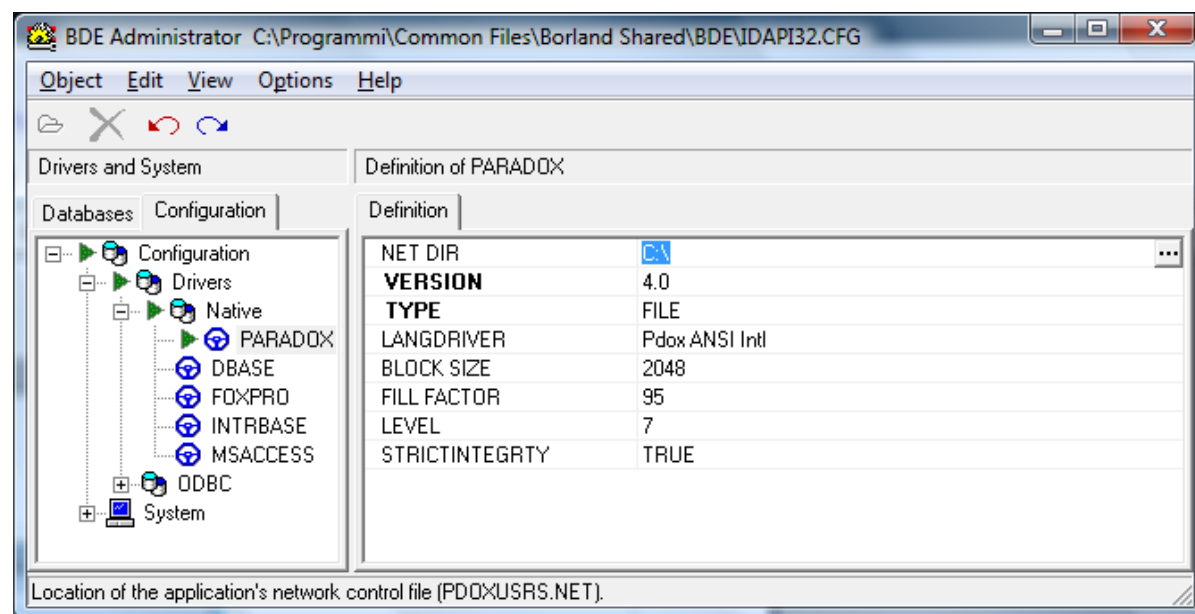 BDE Administrator C:\Programmi\Common Files\Borland Shared\BDE\IDAPI32.CFG
Object Edit View Options Help
Drivers and System
Definition of PARADOX
Databases Configuration
Definition
Configuration
Drivers
Native
PARADOX
DBASE
FOXPRO
INTRBASE
MSACCESS
ODBC
System
NET DIR C:\
VERSION 4.0
TYPE FILE
LANGDRIVER Pdox ANSI Intl
BLOCK SIZE 2048
FILL FACTOR 95
LEVEL 7
STRICTINTEGRTY TRUE
Location of the application's network control file (PDOXUSRS.NET).